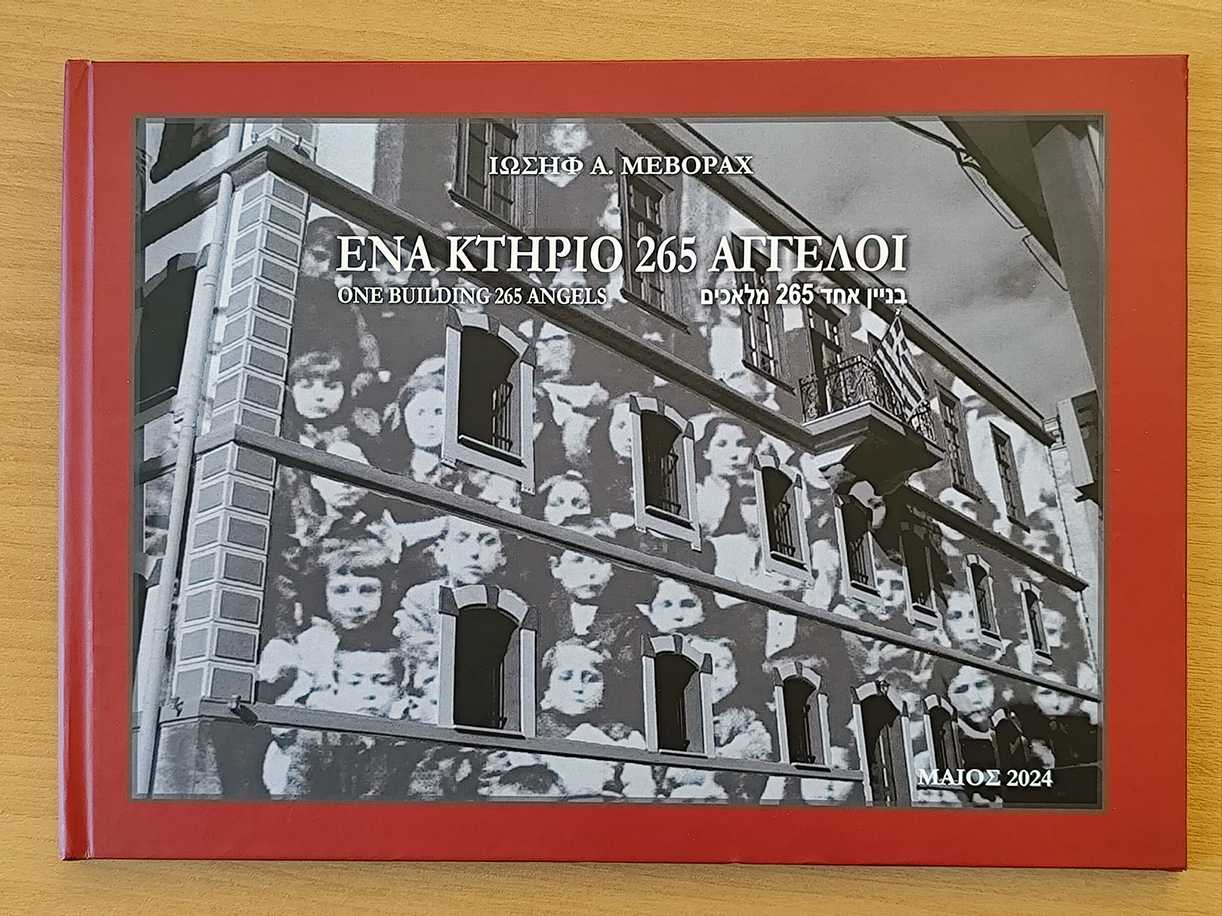 ΙΩΣΗΦ Α. ΜΕΒΟΡΑΧ
ΕΝΑ ΚΤΗΡΙΟ 265 ΑΓΓΕΛΟΙ
ONE BUILDING 265 ANGELS
בניין אחד 265 מלאכים
ΜΑΙΟΣ 2024